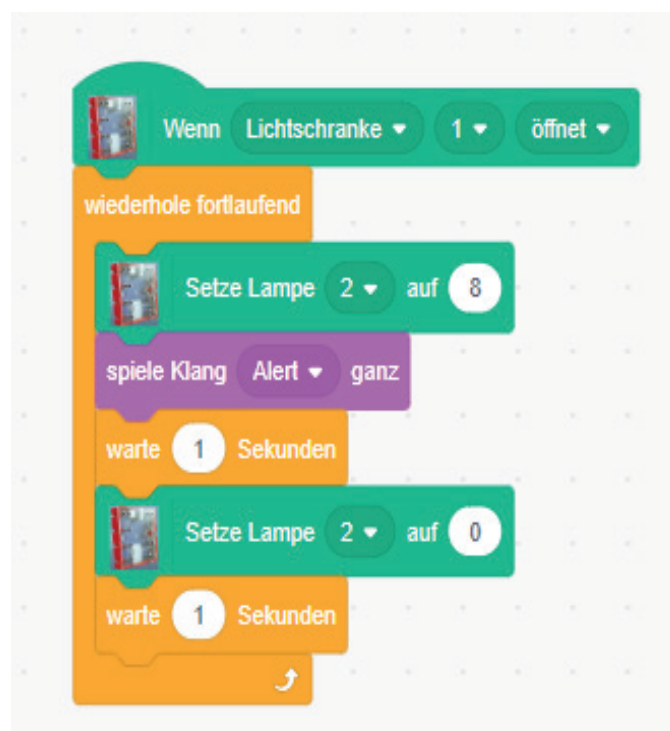 Wenn Lichtschranke 1 öffnet
wiederhole fortlaufend
Setze Lampe 2 auf 8
spiele Klang Alert ganz
warte 1 Sekunden
Setze Lampe 2 auf 0
warte 1 Sekunden